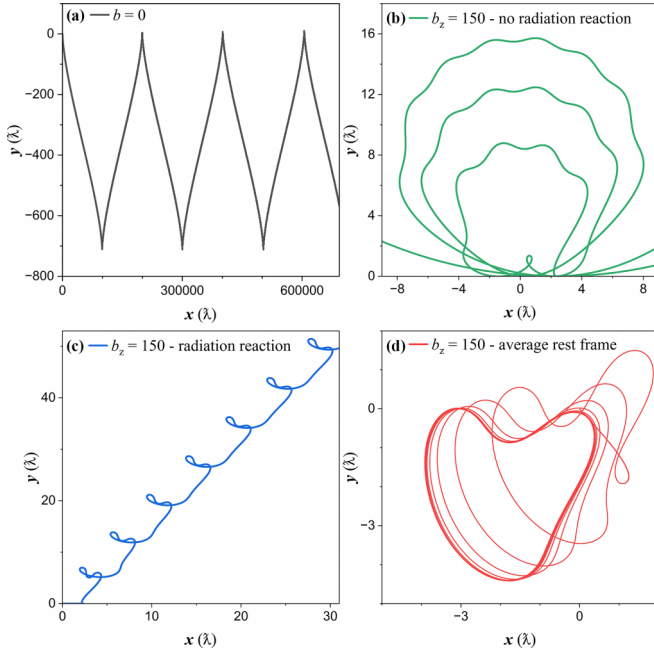 (a) b = 0
0
−200
−400
−600
−800
y (ƛ)
0 300000 600000
x (ƛ)
(b) b_z = 150 - no radiation reaction
16
12
8
4
0
y (ƛ)
−8 −4 0 4 8
x (ƛ)
(c) b_z = 150 - radiation reaction
40
20
0
y (ƛ)
0 10 20 30
x (ƛ)
(d) b_z = 150 - average rest frame
0
−3
y (ƛ)
−3 0
x (ƛ)